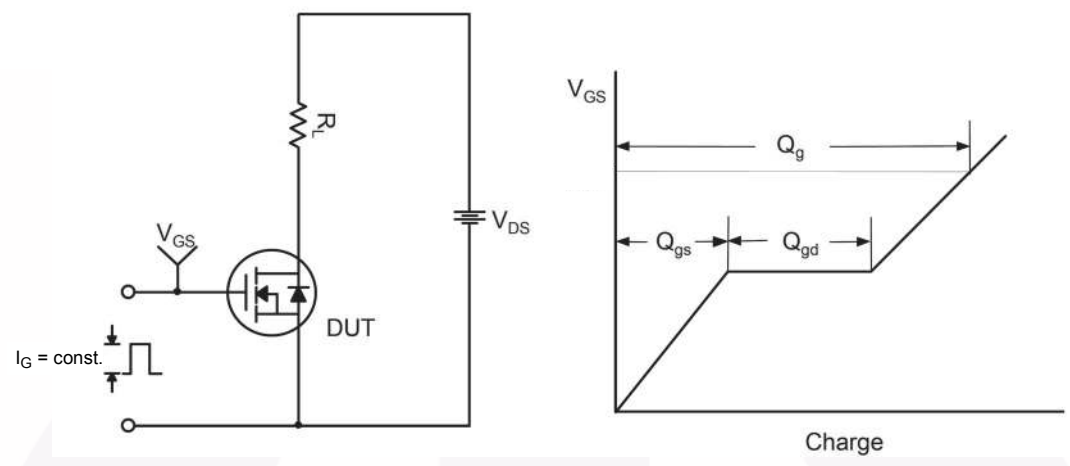 R_L
V_DS
V_GS
DUT
I_G = const.
V_GS
Q_g
Q_gs
Q_gd
Charge